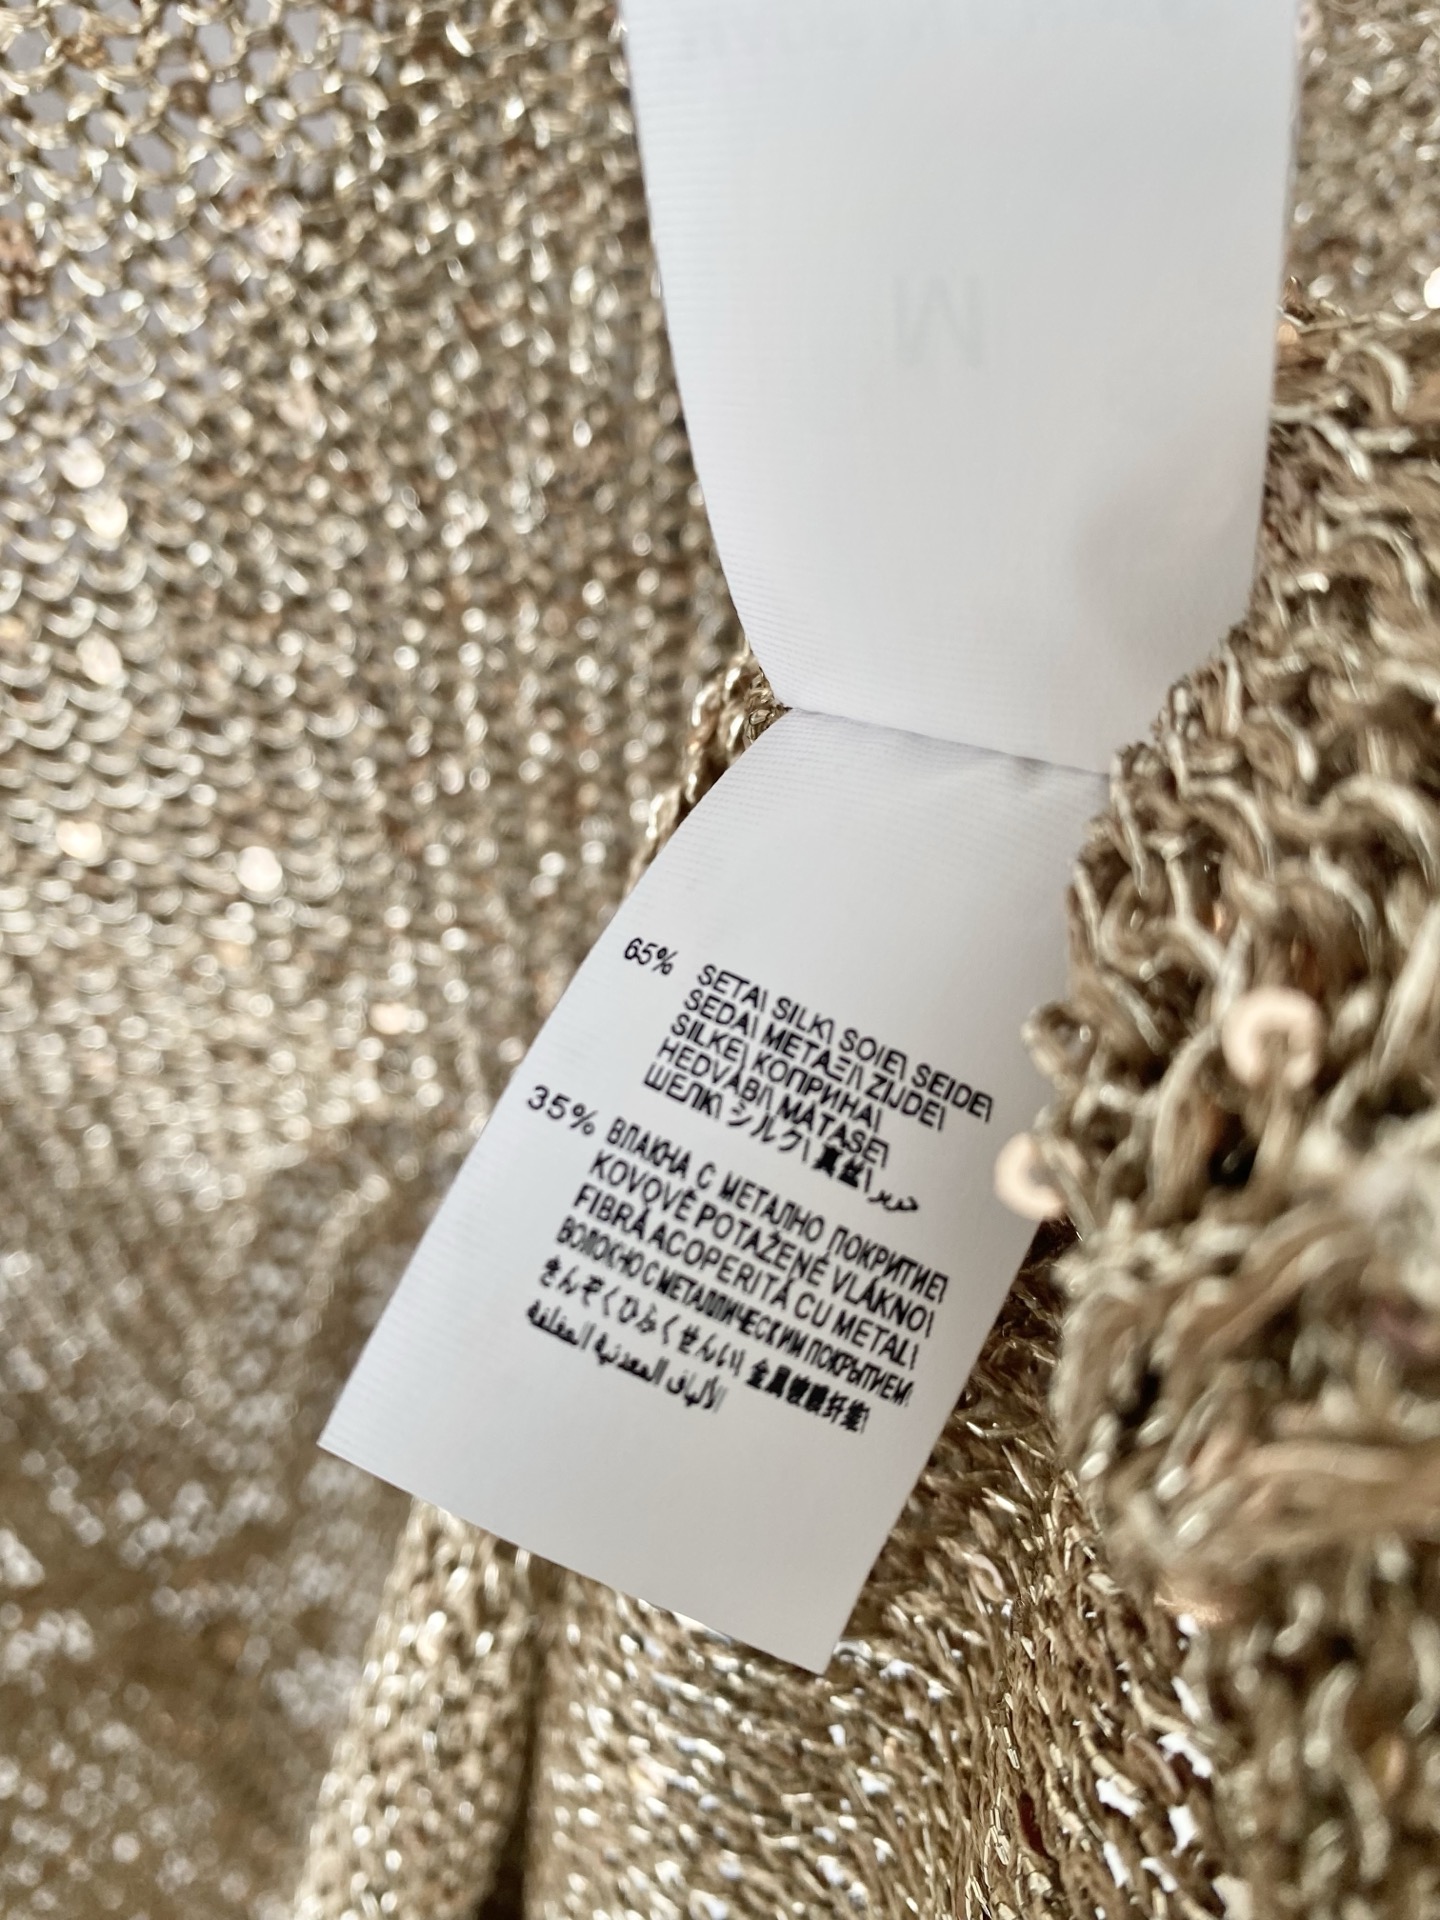 M
65% SETA\ SILK\ SOIE\ SEIDE\
SEDA\ ΜΕΤΑΞΙ\ ZIJDE\
SILKE\ КОПРИНА\
HEDVÁBÍ\ MATASE\
ШЕЛК\ シルク\ 真丝\ حرير
35% ВЛАКНА С МЕТАЛНО ПОКРИТИЕ\
KOVOVĚ POTAŽENÉ VLÁKNO\
FIBRĂ ACOPERITĂ CU METAL\
ВОЛОКНО С МЕТАЛЛИЧЕСКИМ ПОКРЫТИЕМ\
きんぞくひふくせんい\ 金属镀膜纤维\
الألياف المعدنية المغلفة